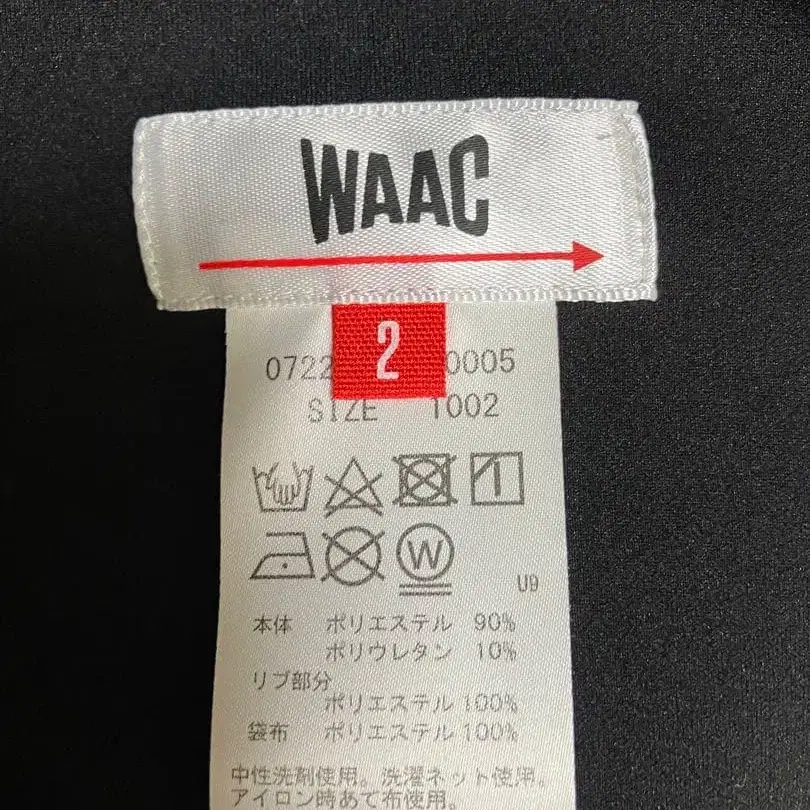 WAAC
2
0722 0005
SIZE 1002
W
UD
本体 ポリエステル 90%
ポリウレタン 10%
リブ部分
ポリエステル 100%
袋布 ポリエステル 100%
中性洗剤使用。洗濯ネット使用。
アイロン時あて布使用。